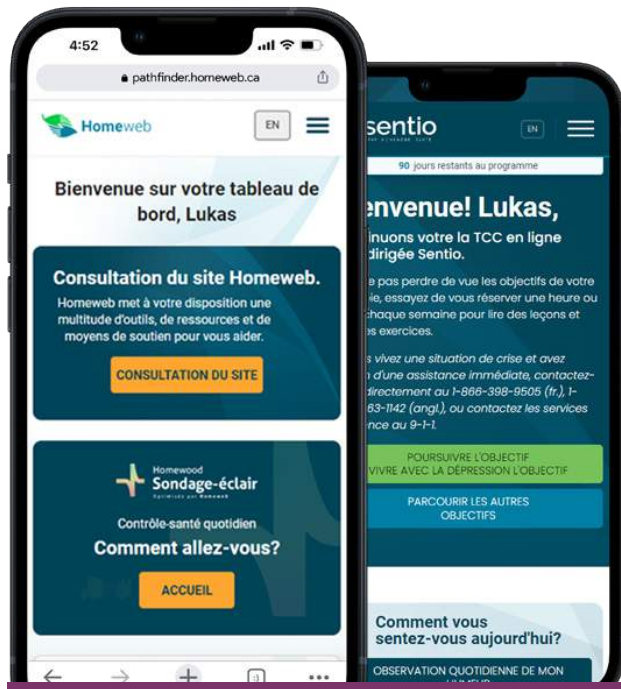 4:52
pathfinder.homeweb.ca
Homeweb
EN
Bienvenue sur votre tableau de
bord, Lukas
Consultation du site Homeweb.
Homeweb met à votre disposition une
multitude d'outils, de ressources et de
moyens de soutien pour vous aider.
CONSULTATION DU SITE
Homewood
Sondage-éclair
Contrôle-santé quotidien
Comment allez-vous?
ACCUEIL
sentio
EN
90 jours restants au programme
envenue! Lukas,
inuons votre la TCC en ligne
dirigée Sentio.
e pas perdre de vue les objectifs de votre
ie, essayez de vous réserver une heure ou
chaque semaine pour lire des leçons et
es exercices.
s vivez une situation de crise et avez
n d'une assistance immédiate, contactez-
directement au 1-866-398-9505 (fr.), 1-
63-1142 (angl.), ou contactez les services
ence au 9-1-1.
POURSUIVRE L'OBJECTIF
VIVRE AVEC LA DÉPRESSION L'OBJECTIF
PARCOURIR LES AUTRES
OBJECTIFS
Comment vous
sentez-vous aujourd'hui?
OBSERVATION QUOTIDIENNE DE MON